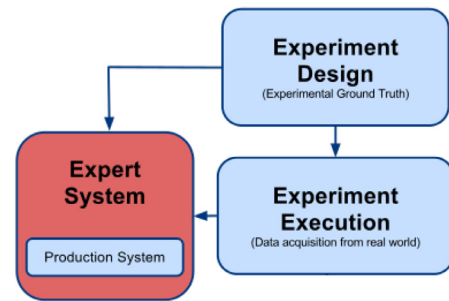 Experiment
Design
(Experimental Ground Truth)
Expert
System
Production System
Experiment
Execution
(Data acquisition from real world)